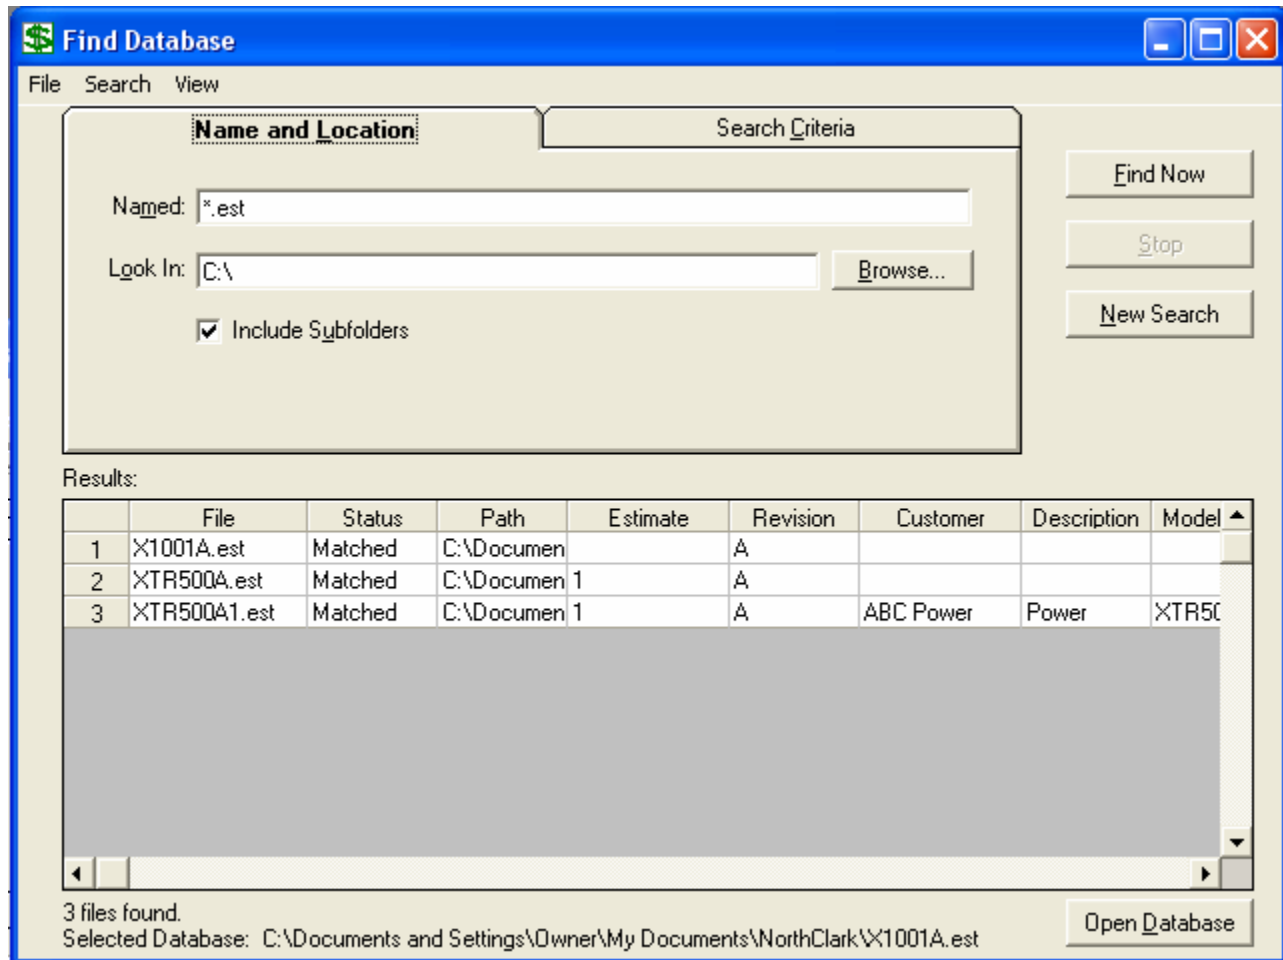 Find Database
File Search View
Name and Location Search Criteria
Find Now
Named: *.est
Stop
Look In: C:\ Browse...
New Search
Include Subfolders
Results:
File Status Path Estimate Revision Customer Description Model
1 X1001A.est Matched C:\Documen A
2 XTR500A.est Matched C:\Documen 1 A
3 XTR500A1.est Matched C:\Documen 1 A ABC Power Power XTR50
3 files found.
Open Database
Selected Database: C:\Documents and Settings\Owner\My Documents\NorthClark\X1001A.est